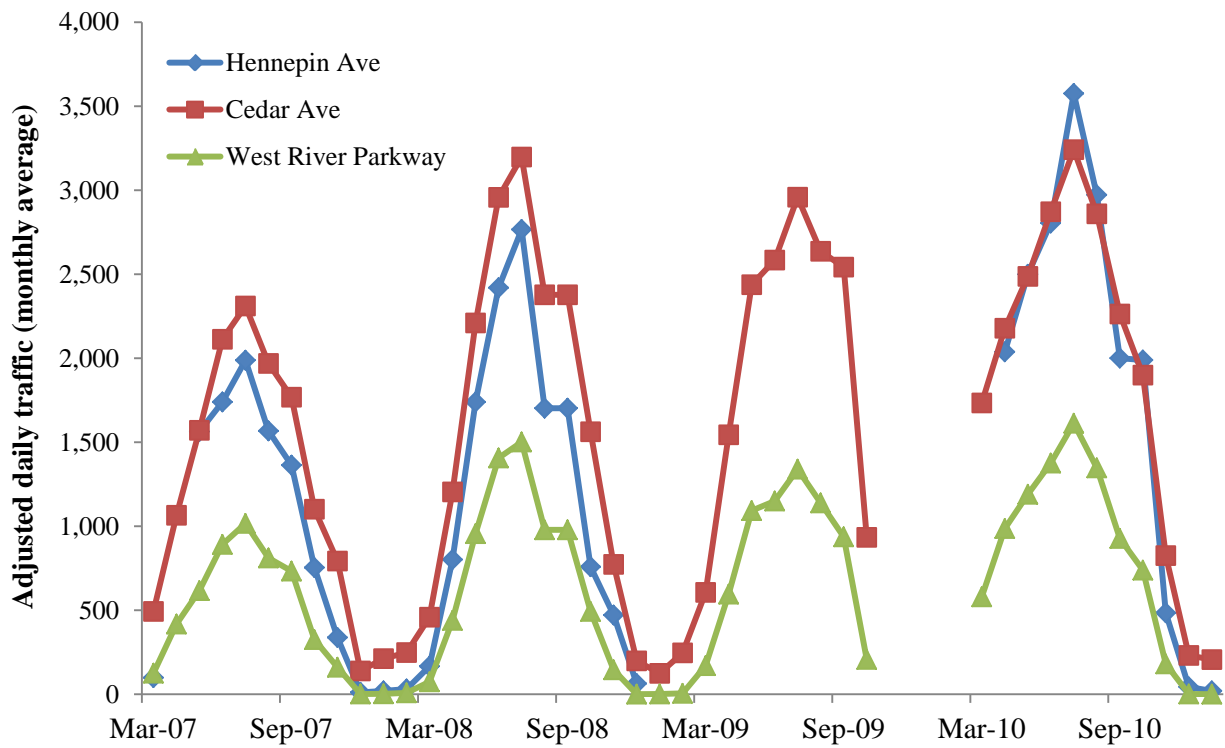 Adjusted daily traffic (monthly average)
4,000
3,500
3,000
2,500
2,000
1,500
1,000
500
0
Hennepin Ave
Cedar Ave
West River Parkway
Mar-07 Sep-07 Mar-08 Sep-08 Mar-09 Sep-09 Mar-10 Sep-10